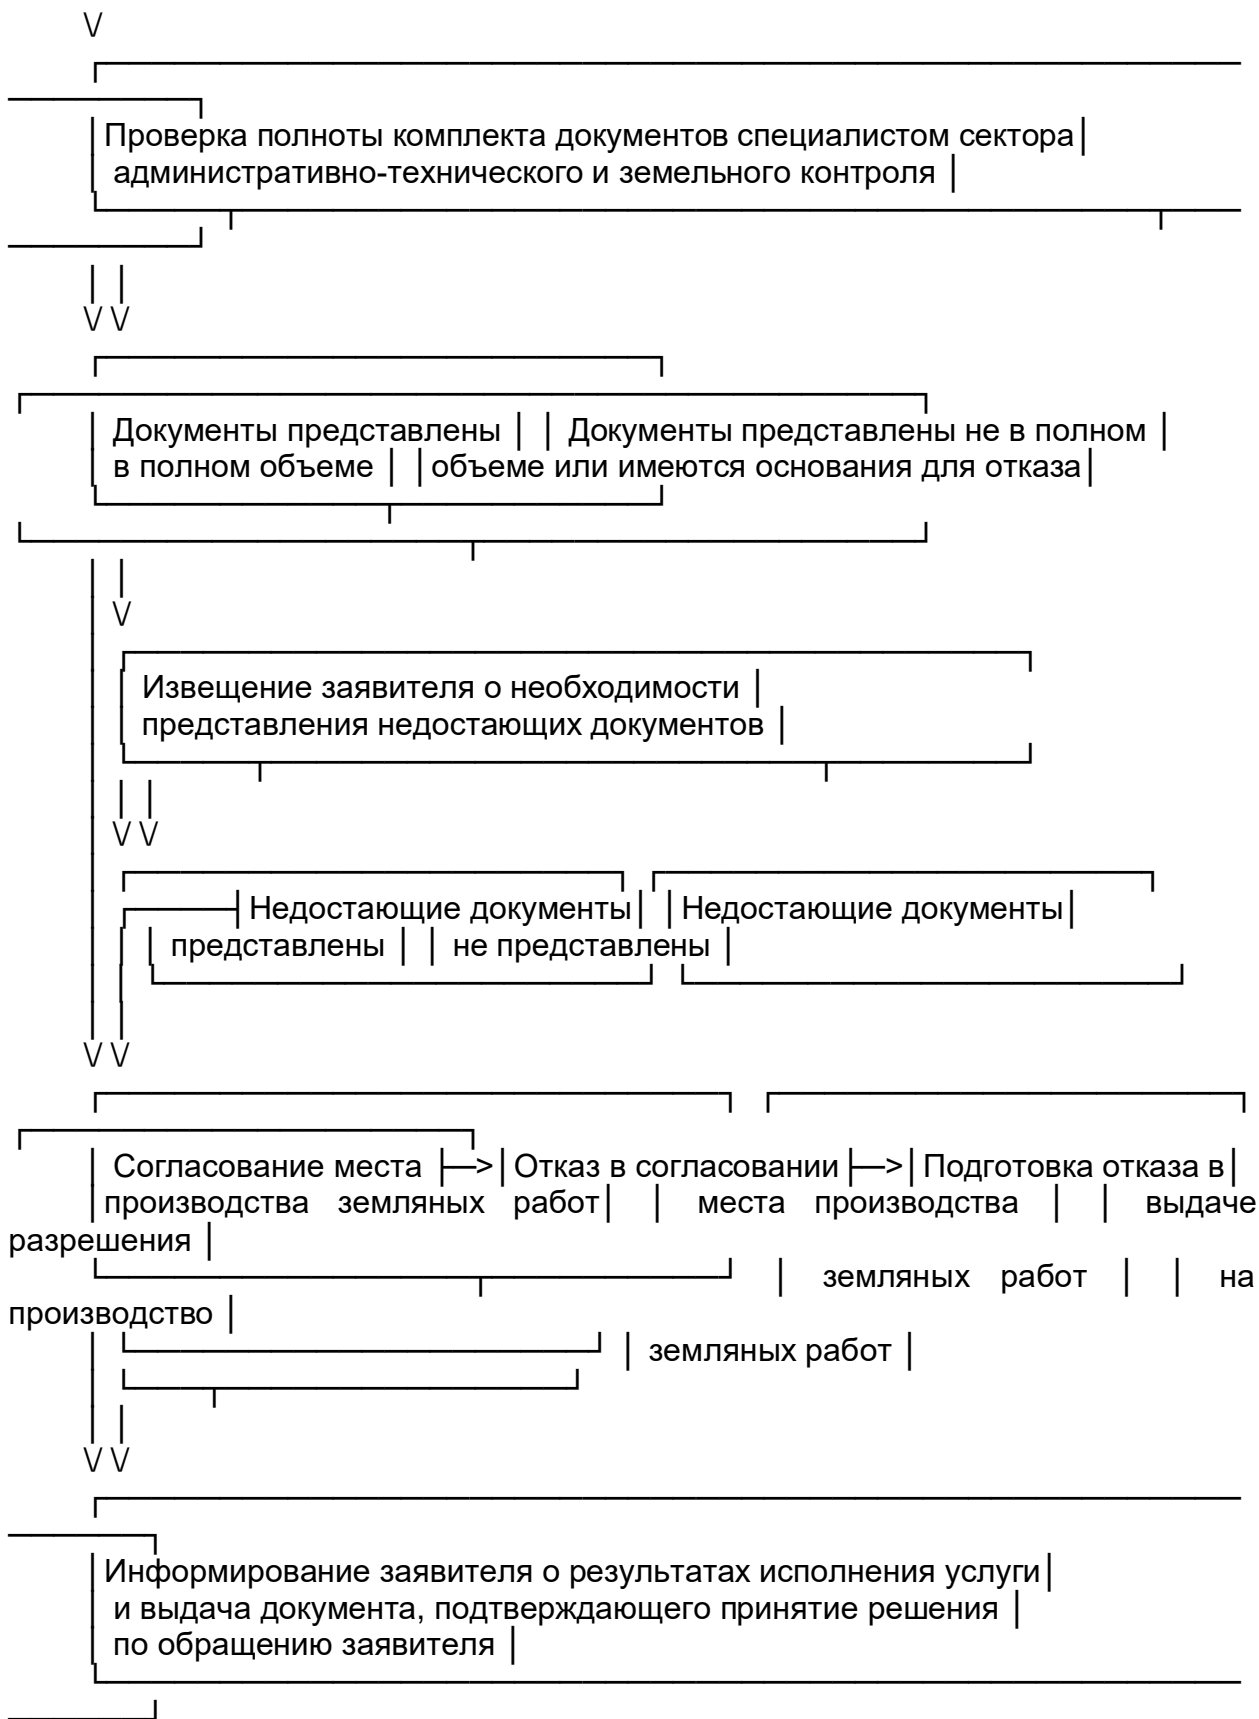 Проверка полноты комплекта документов специалистом сектора
административно-технического и земельного контроля
Документы представлены | | Документы представлены не в полном
в полном объеме | | объеме или имеются основания для отказа
Извещение заявителя о необходимости
представления недостающих документов
Недостающие документы | | Недостающие документы
представлены | | не представлены
Согласование места ├─>| Отказ в согласовании ├─>| Подготовка отказа в
производства земляных работ | | места производства | | выдаче
разрешения
земляных работ | | на
производство
земляных работ
Информирование заявителя о результатах исполнения услуги
и выдача документа, подтверждающего принятие решения
по обращению заявителя